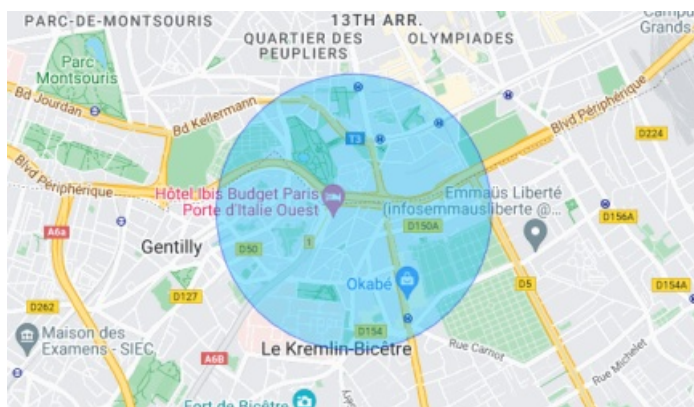 PARC-DE-MONTSOURIS
13TH ARR.
QUARTIER DES
PEUPLIERS
OLYMPIADES
Campu
Grands
Parc
Montsouris
Bd Jourdan
Bd Kellermann
T3
Blvd Périphérique
D224
Blvd Périphérique
Hôtel Ibis Budget Paris
Porte d'Italie Ouest
Emmaüs Liberté
(infosemmausliberte @...
D156A
D150A
A6a
Gentilly
D50
1
Okabé
D5
D154A
D127
D262
Maison des
Examens - SIEC
D154
A6B
Le Kremlin-Bicêtre
Rue Carnot
Rue Michelet
Fort de Bicêtre